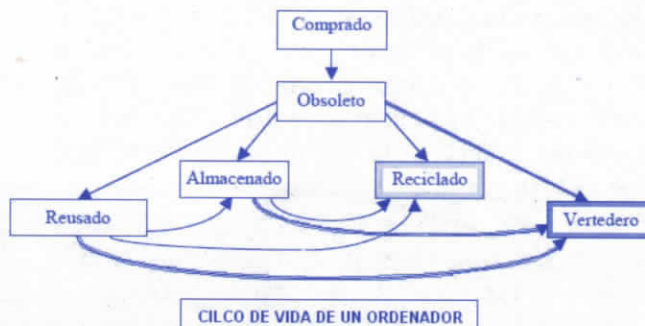 Comprado
Obsoleto
Almacenado
Reciclado
Reusado
Vertedero
CILCO DE VIDA DE UN ORDENADOR